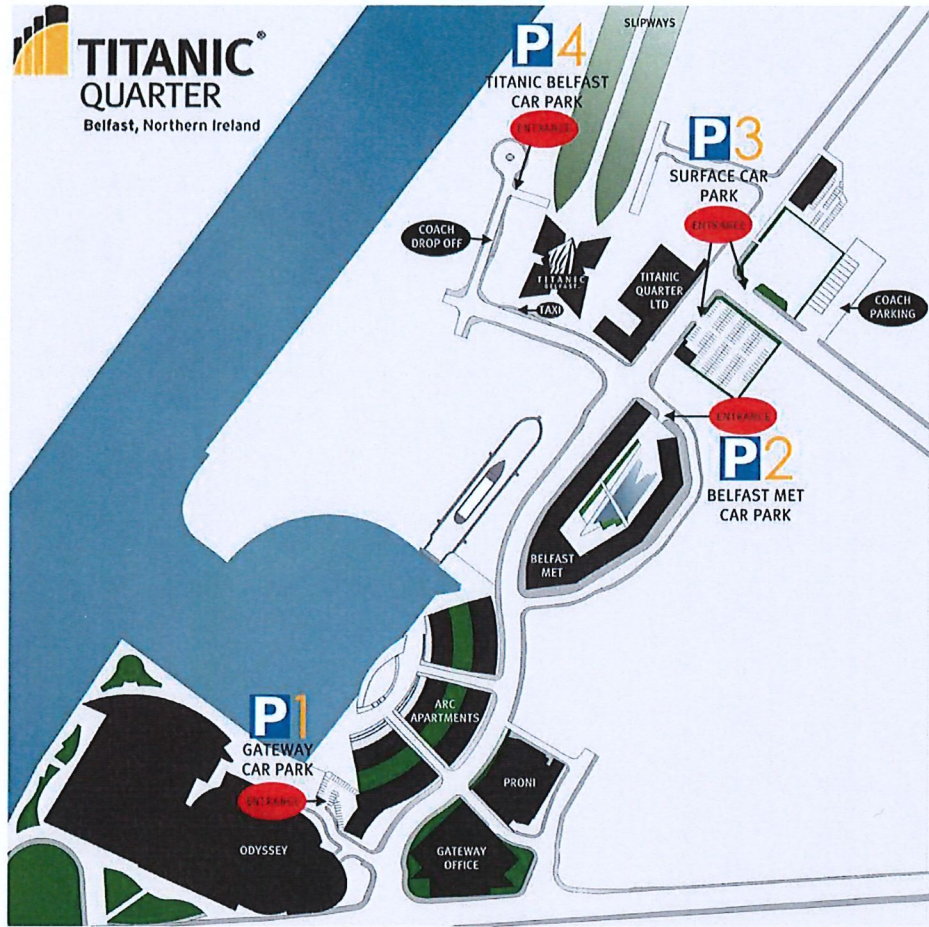 TITANIC®
QUARTER
Belfast, Northern Ireland
SLIPWAYS
P4
TITANIC BELFAST
CAR PARK
ENTRANCE
P3
SURFACE CAR
PARK
ENTRANCE
COACH
DROP OFF
TITANIC
BELFAST
TAXI
TITANIC
QUARTER
LTD
COACH
PARKING
ENTRANCE
P2
BELFAST MET
CAR PARK
BELFAST
MET
ARC
APARTMENTS
P1
GATEWAY
CAR PARK
ENTRANCE
PRONI
ODYSSEY
GATEWAY
OFFICE